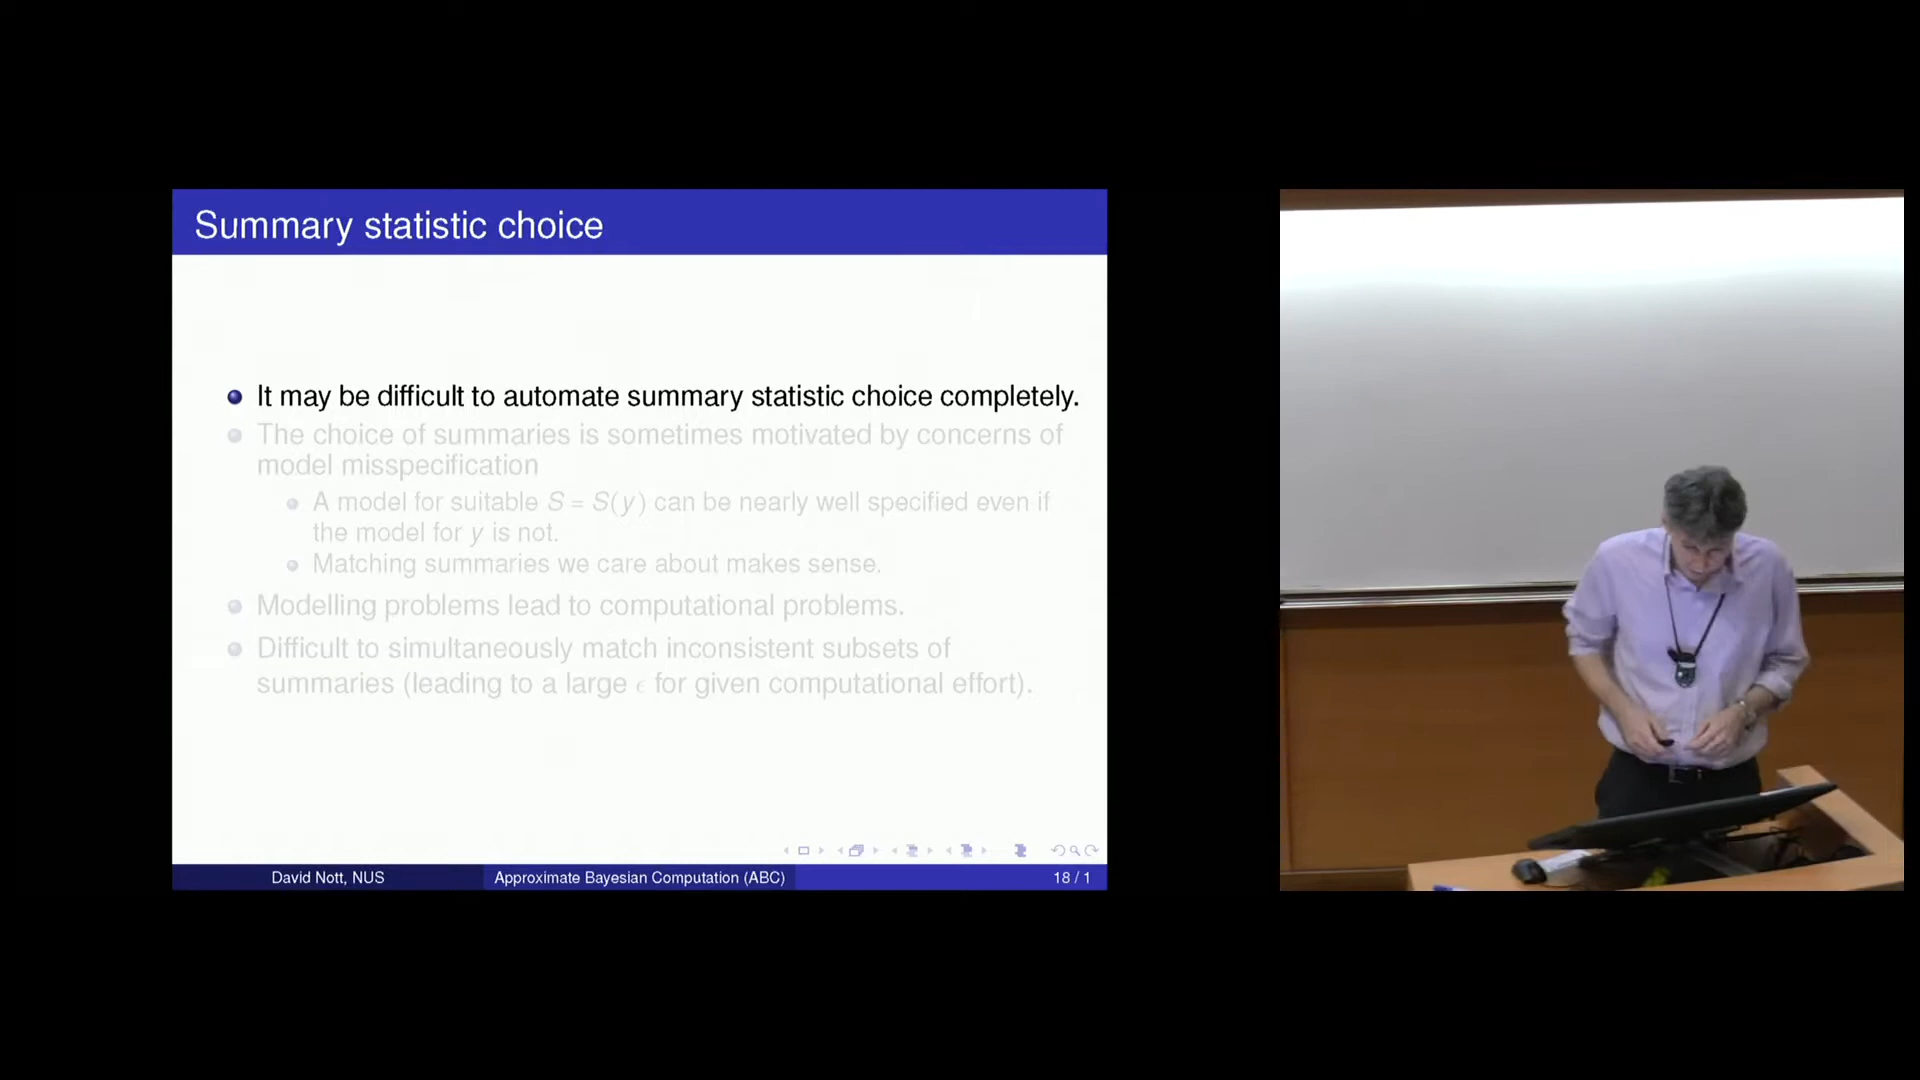 Summary statistic choice
It may be difficult to automate summary statistic choice completely.
The choice of summaries is sometimes motivated by concerns of
model misspecification
A model for suitable S = S(y) can be nearly well specified even if
the model for y is not.
Matching summaries we care about makes sense.
Modelling problems lead to computational problems.
Difficult to simultaneously match inconsistent subsets of
summaries (leading to a large ϵ for given computational effort).
David Nott, NUS
Approximate Bayesian Computation (ABC)
18 / 1